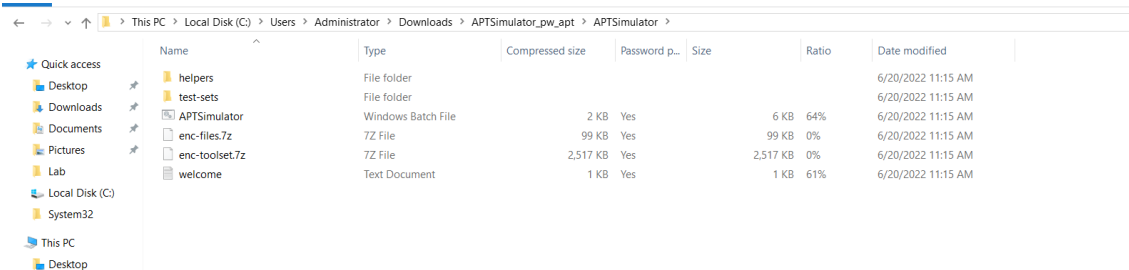 This PC > Local Disk (C:) > Users > Administrator > Downloads > APTSimulator_pw_apt > APTSimulator >
Name Type Compressed size Password p... Size Ratio Date modified
Quick access
Desktop
Downloads
Documents
Pictures
Lab
Local Disk (C:)
System32
This PC
Desktop
helpers File folder 6/20/2022 11:15 AM
test-sets File folder 6/20/2022 11:15 AM
APTSimulator Windows Batch File 2 KB Yes 6 KB 64% 6/20/2022 11:15 AM
enc-files.7z 7Z File 99 KB Yes 99 KB 0% 6/20/2022 11:15 AM
enc-toolset.7z 7Z File 2,517 KB Yes 2,517 KB 0% 6/20/2022 11:15 AM
welcome Text Document 1 KB Yes 1 KB 61% 6/20/2022 11:15 AM